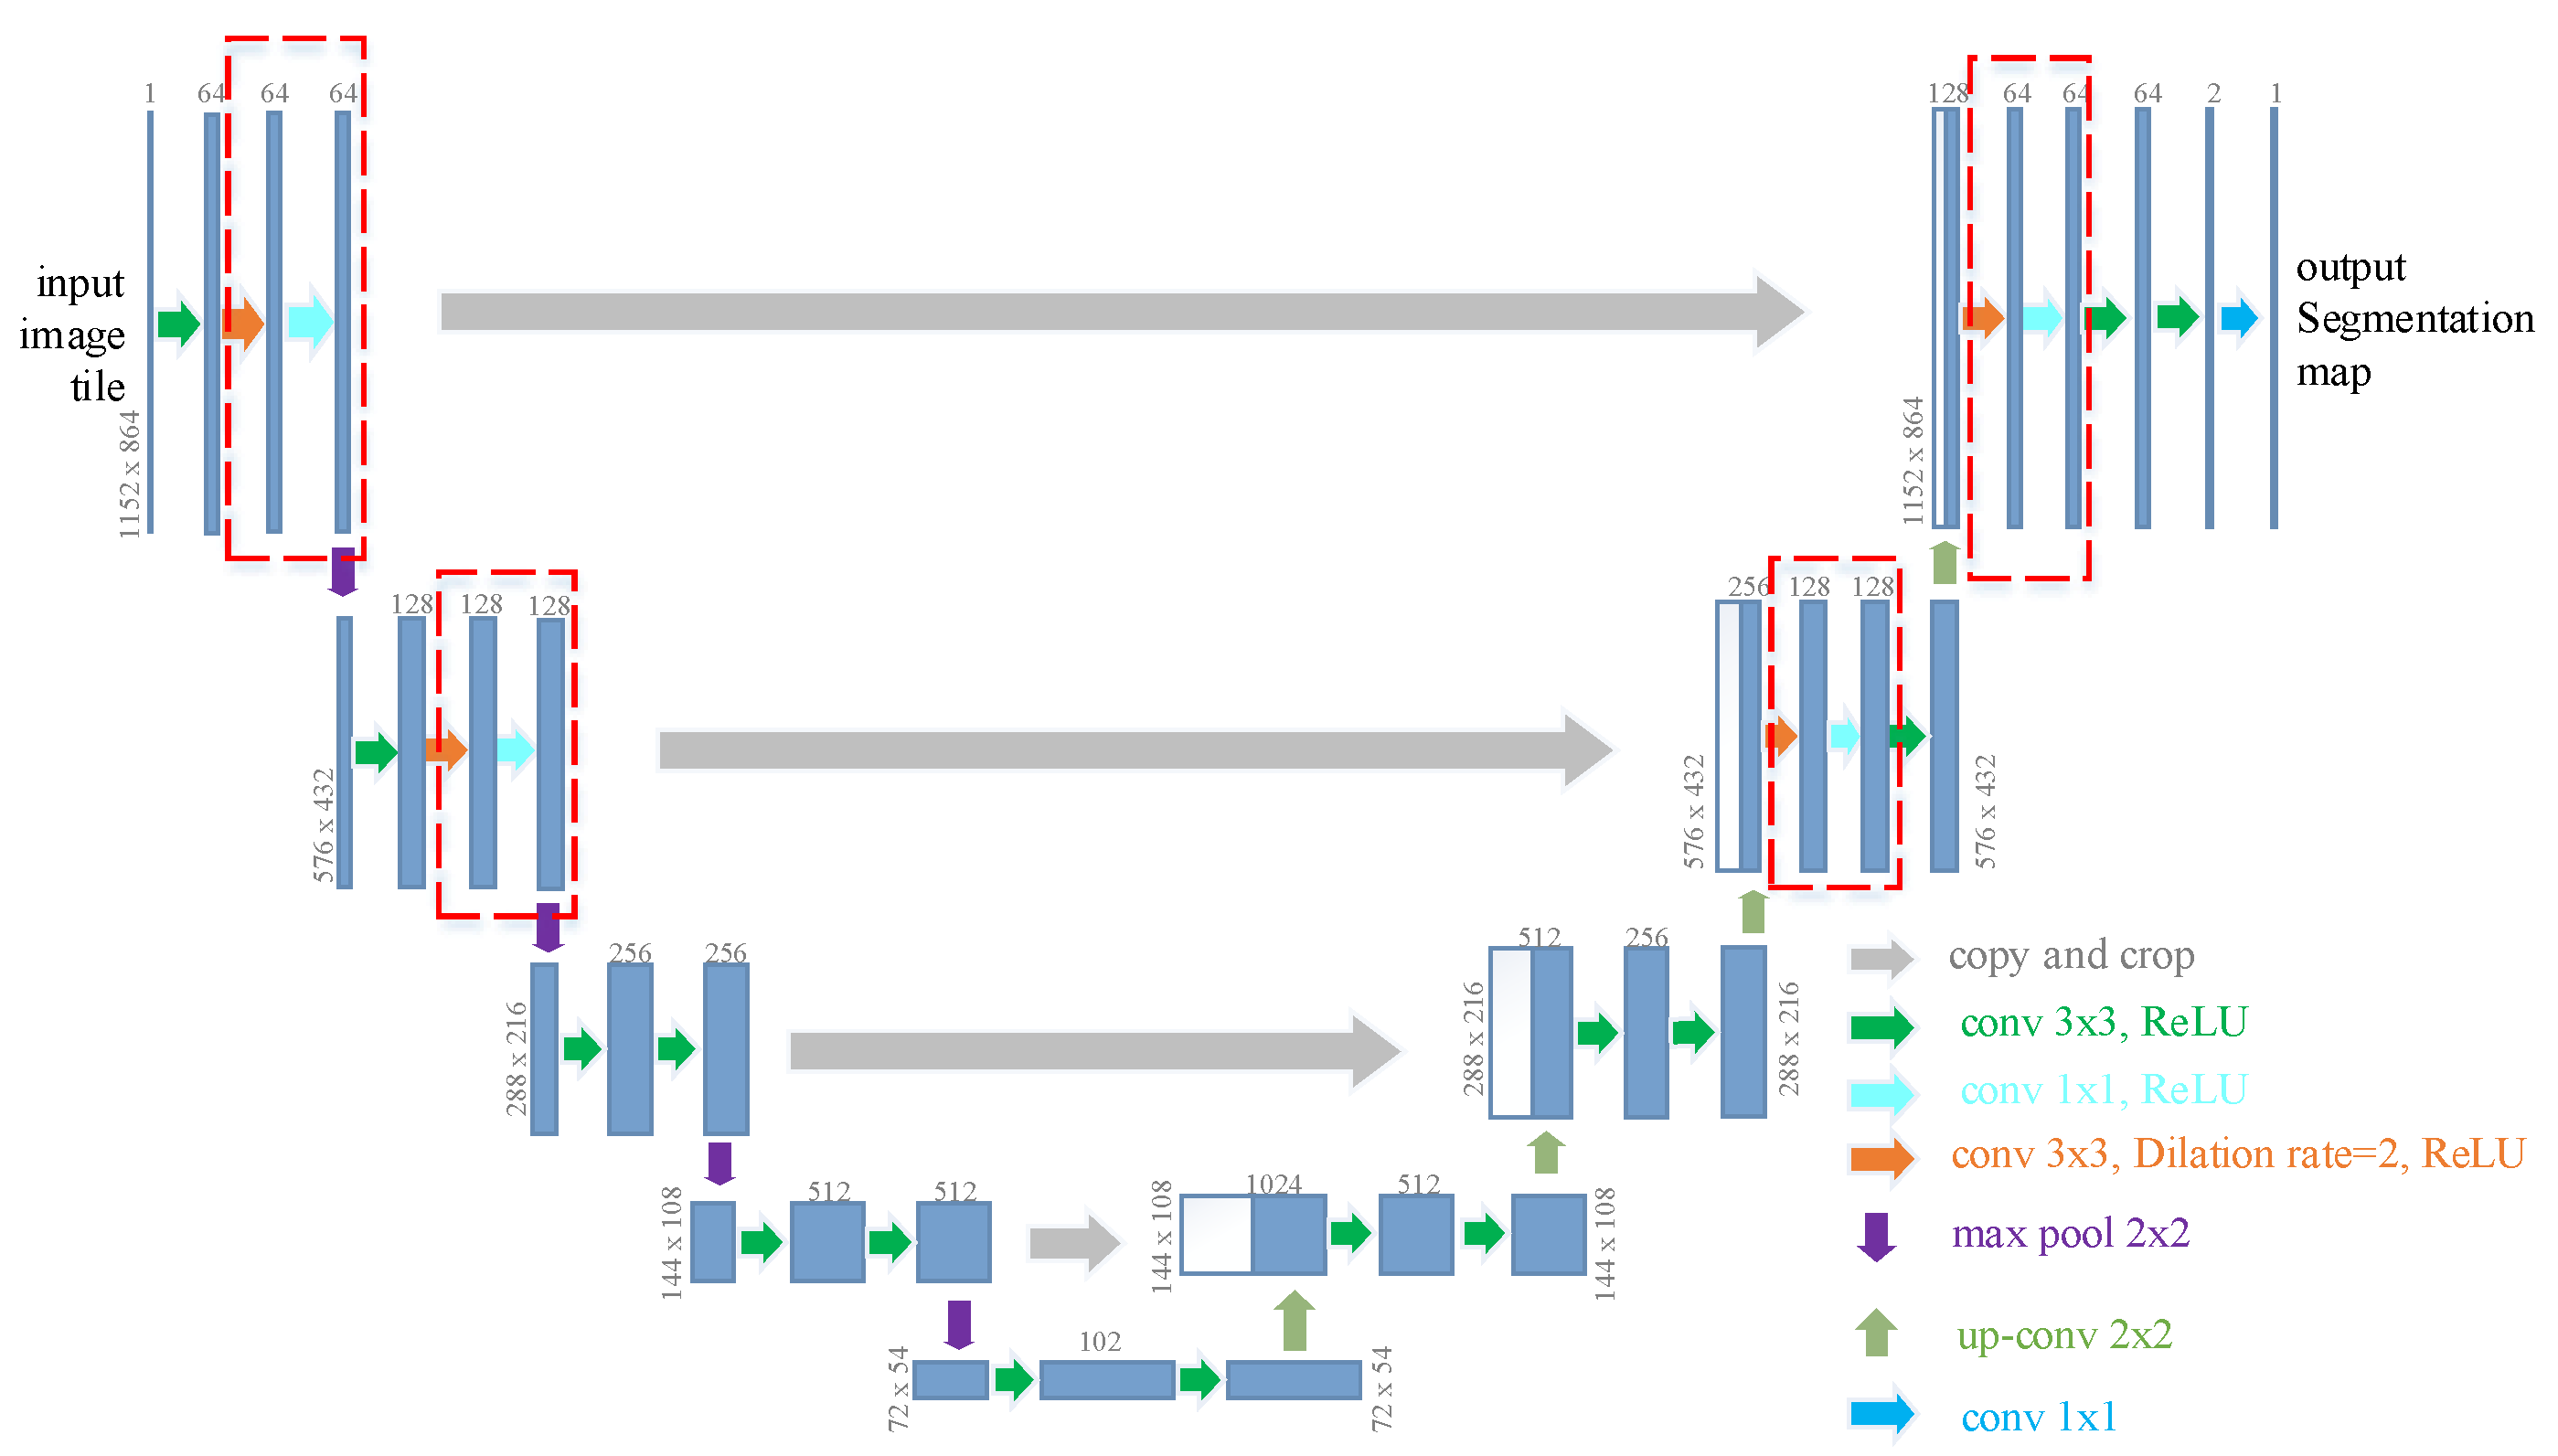 1
64
64
64
input
image
tile
1152 x 864
128
128
128
576 x 432
256
256
288 x 216
512
512
144 x 108
102
72 x 54
72 x 54
1024
512
144 x 108
144 x 108
512
256
288 x 216
288 x 216
256
128
128
576 x 432
576 x 432
128
64
64
64
2
1
1152 x 864
output
Segmentation
map
copy and crop
conv 3x3, ReLU
conv 1x1, ReLU
conv 3x3, Dilation rate=2, ReLU
max pool 2x2
up-conv 2x2
conv 1x1